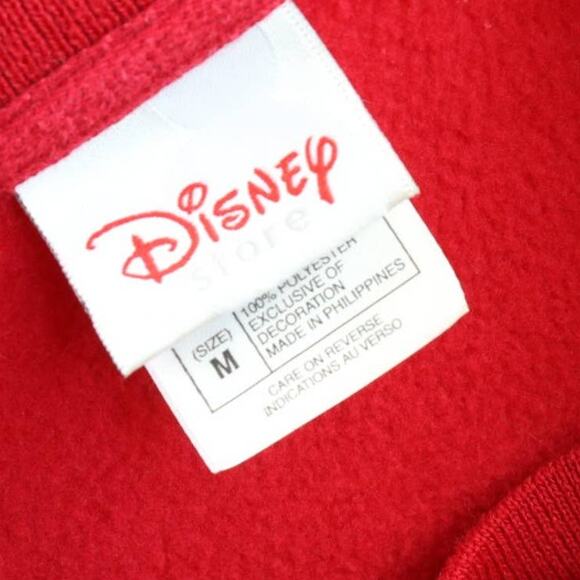 Disney
store
(SIZE)
M
100% POLYESTER
EXCLUSIVE OF
DECORATION
MADE IN PHILIPPINES
CARE ON REVERSE
INDICATIONS AU VERSO